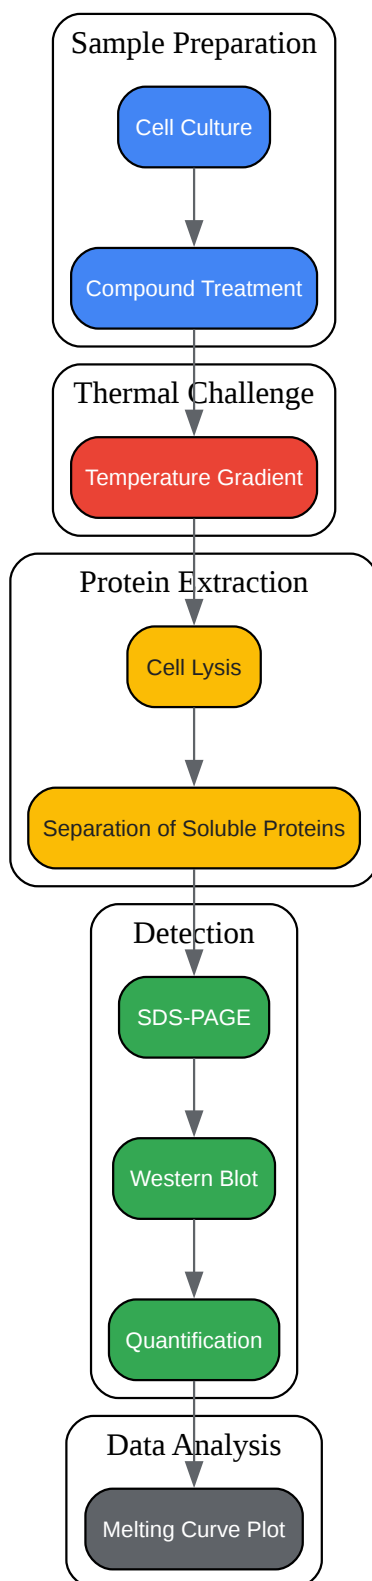 Sample Preparation
Cell Culture
Compound Treatment
Thermal Challenge
Temperature Gradient
Protein Extraction
Cell Lysis
Separation of Soluble Proteins
Detection
SDS-PAGE
Western Blot
Quantification
Data Analysis
Melting Curve Plot